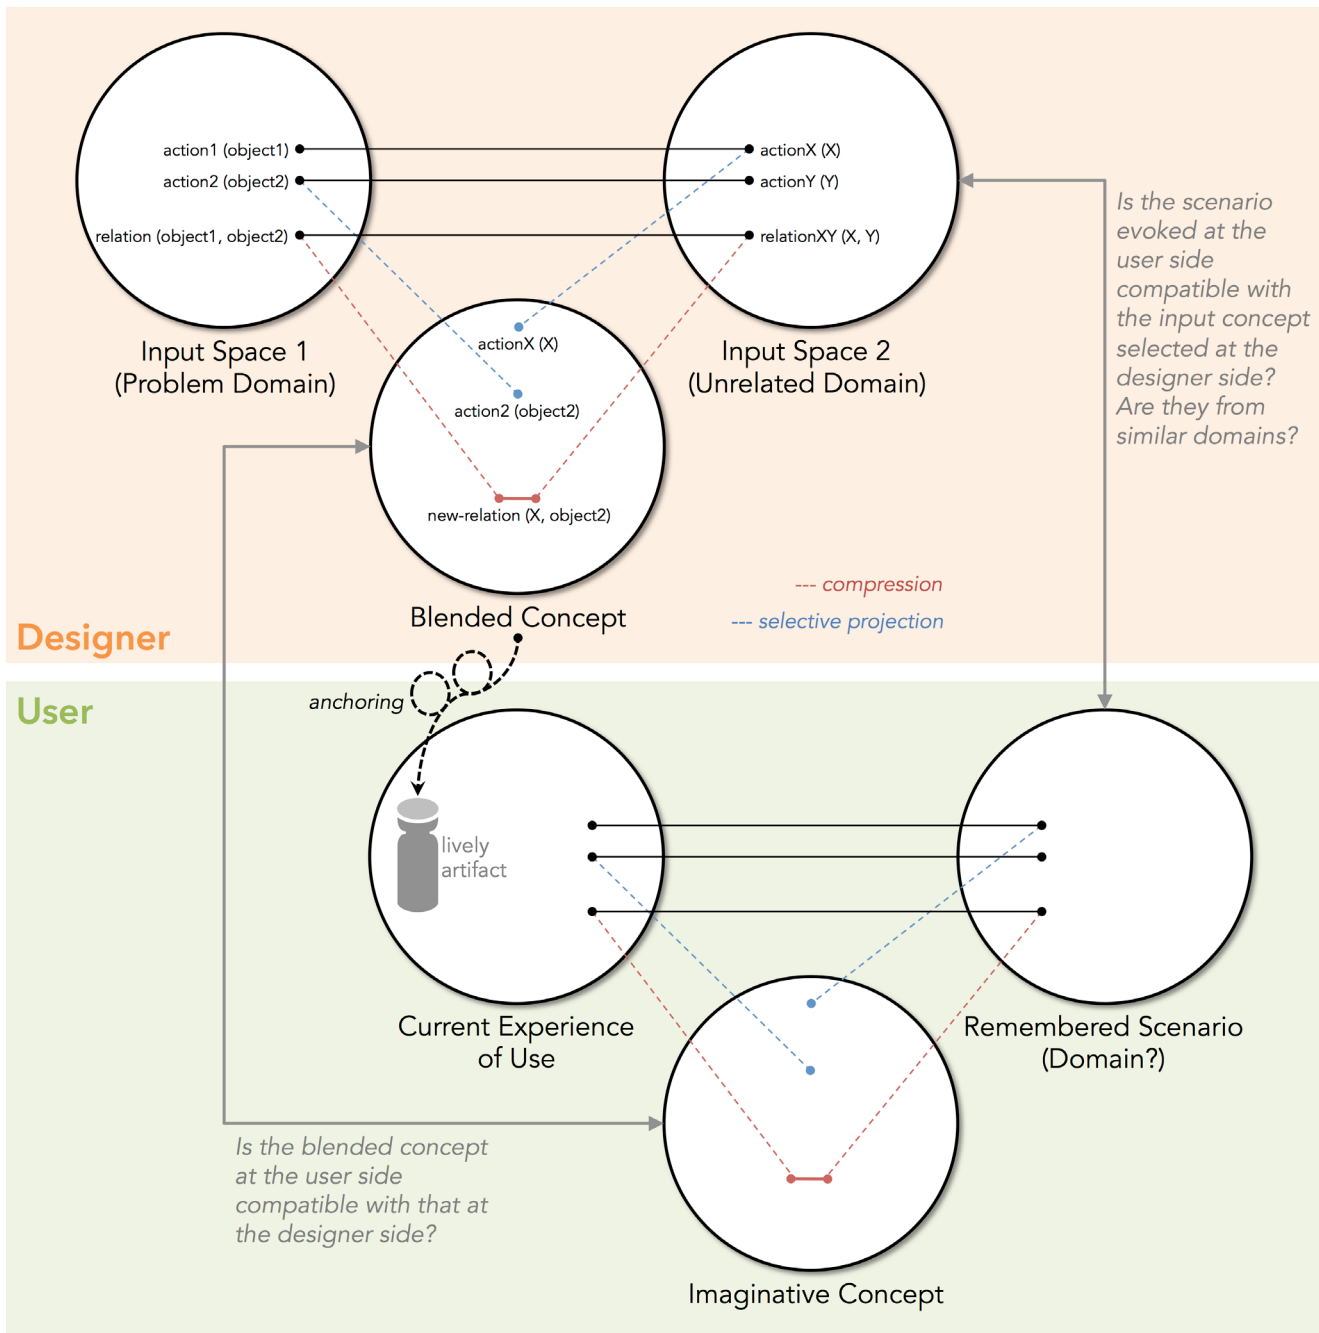 action1 (object1)
action2 (object2)
relation (object1, object2)
Input Space 1
(Problem Domain)
actionX (X)
actionY (Y)
relationXY (X, Y)
Input Space 2
(Unrelated Domain)
Is the scenario
evoked at the
user side
compatible with
the input concept
selected at the
designer side?
Are they from
similar domains?
actionX (X)
action2 (object2)
new-relation (X, object2)
Blended Concept
--- compression
--- selective projection
Designer
User
anchoring
lively
artifact
Current Experience
of Use
Remembered Scenario
(Domain?)
Is the blended concept
at the user side
compatible with that at
the designer side?
Imaginative Concept